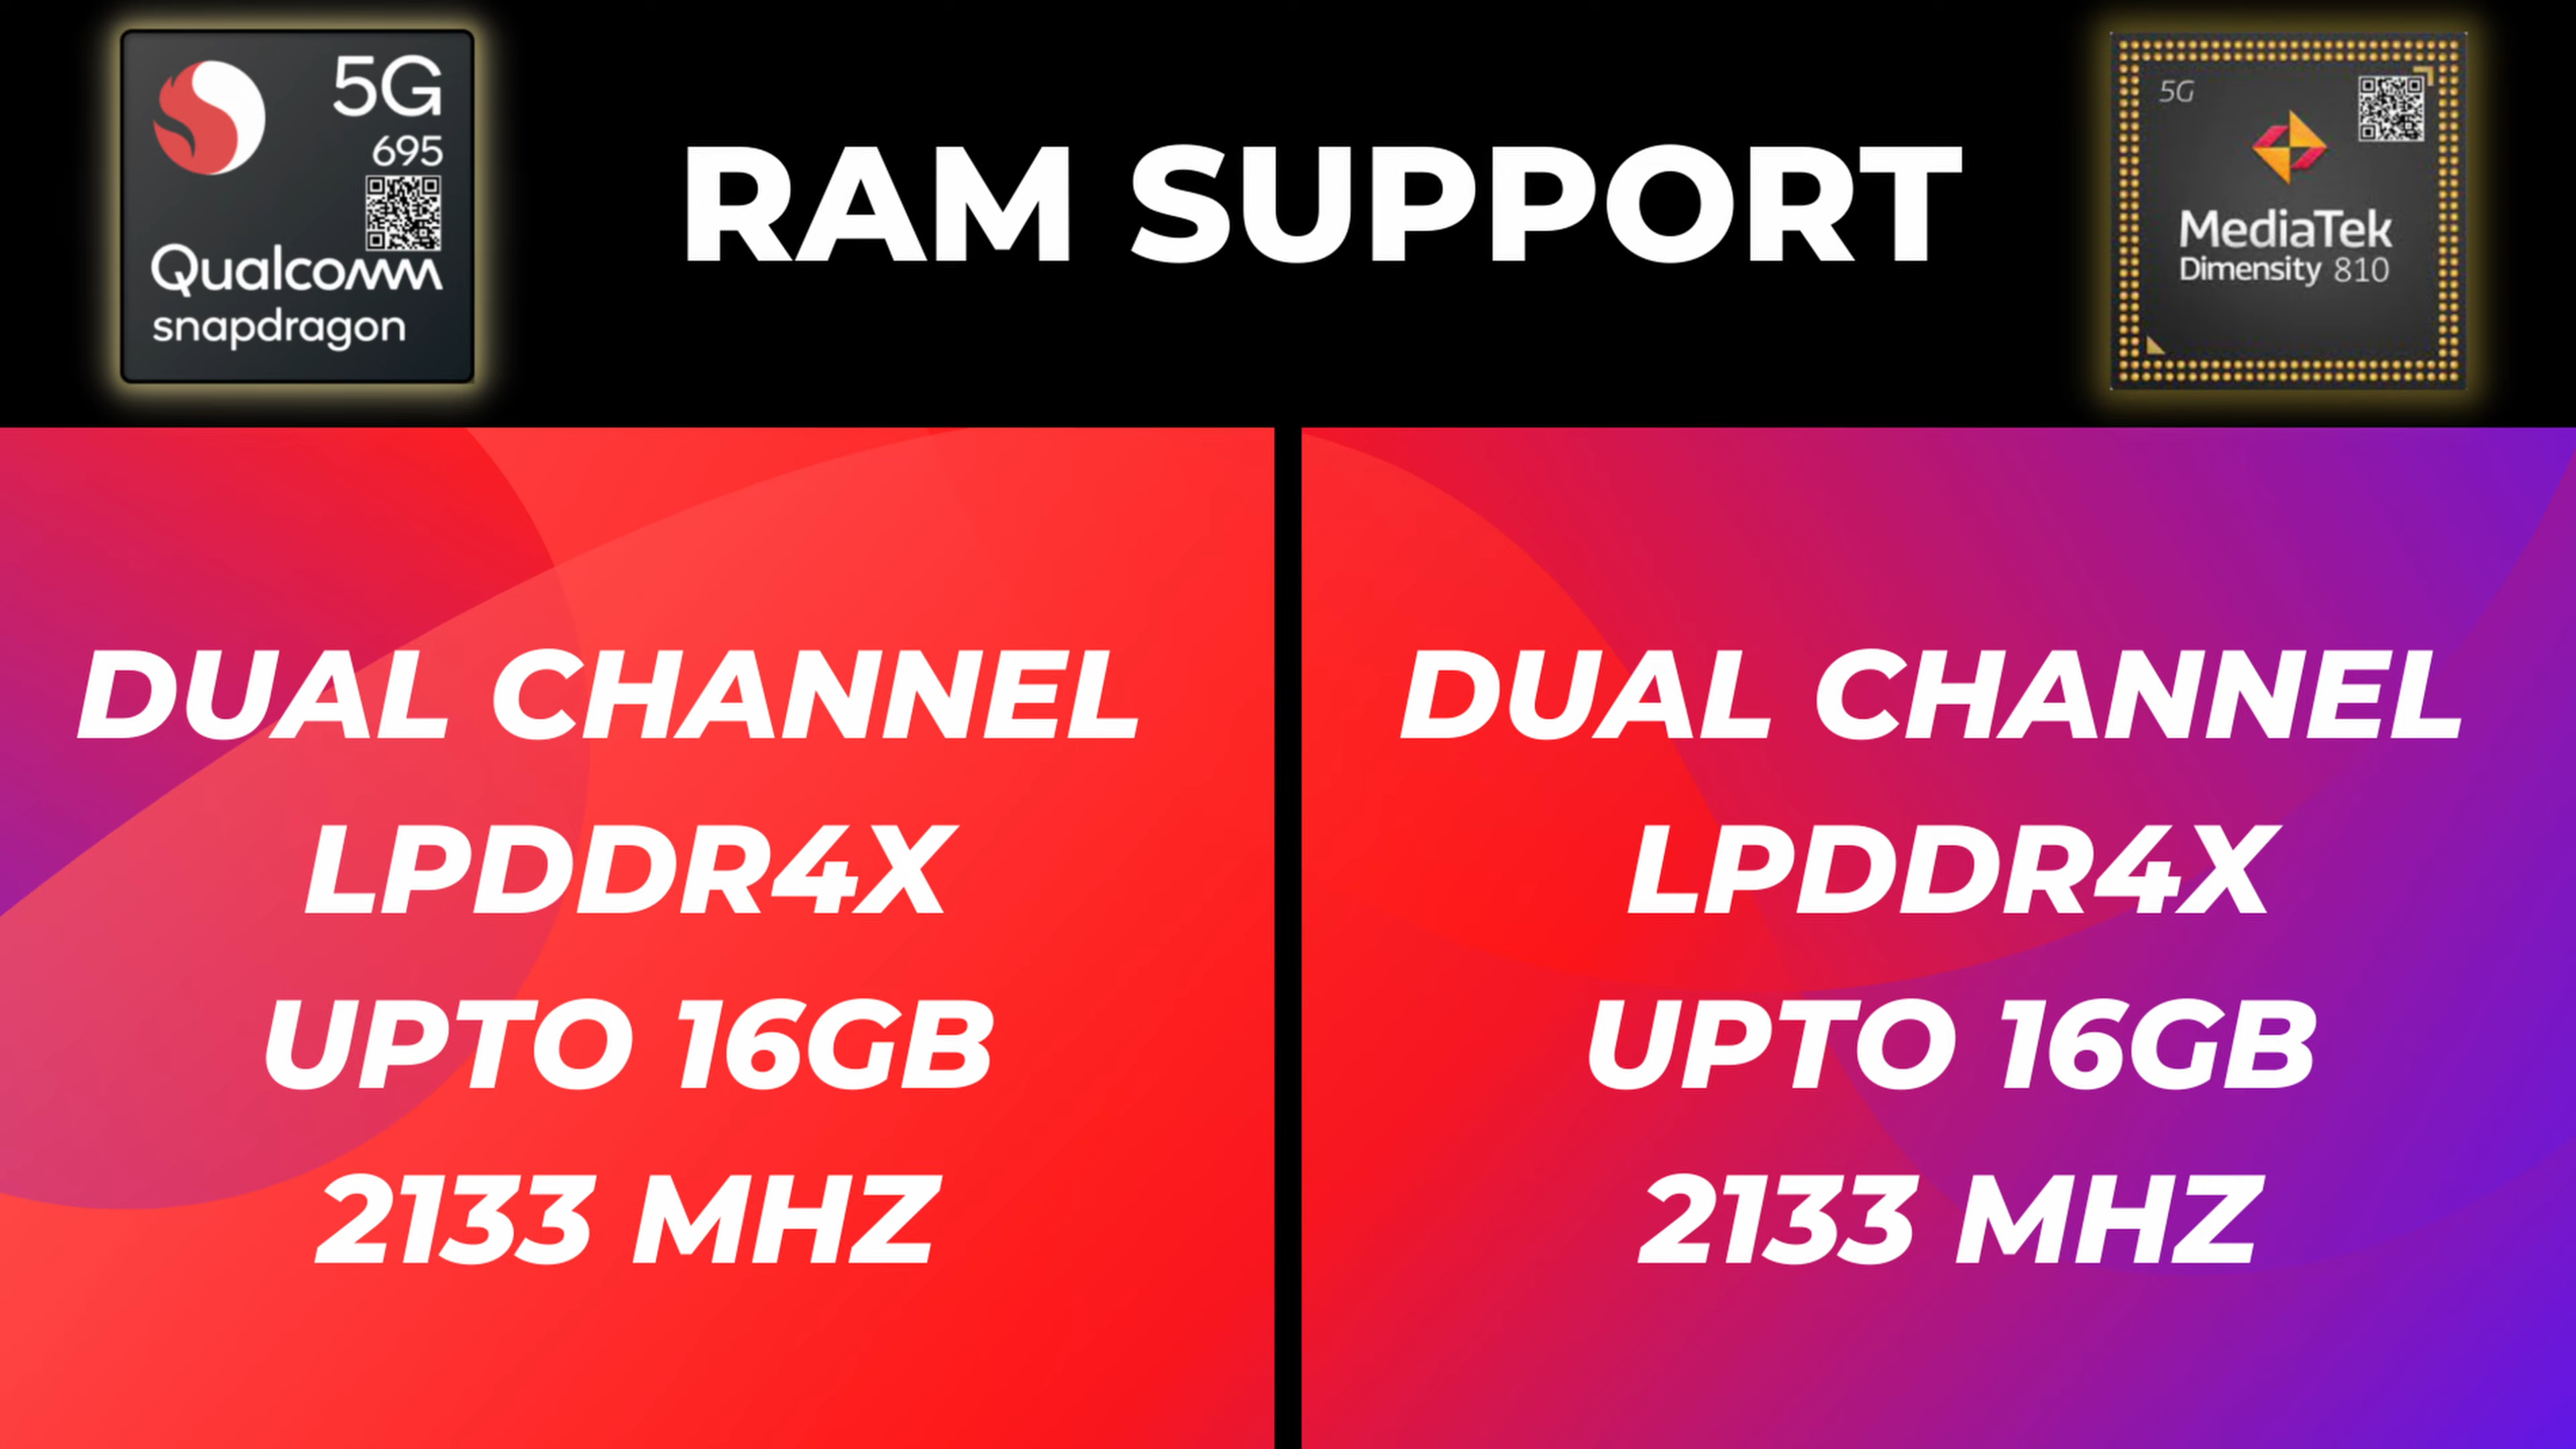 5G
695
Qualcomm
snapdragon
RAM SUPPORT
5G
MediaTek
Dimensity 810
DUAL CHANNEL
LPDDR4X
UPTO 16GB
2133 MHZ
DUAL CHANNEL
LPDDR4X
UPTO 16GB
2133 MHZ